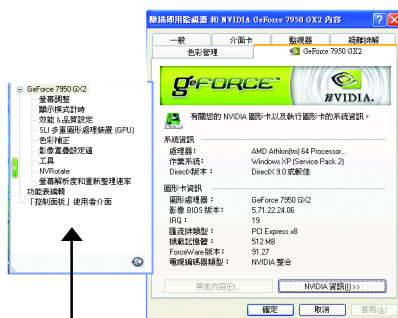 隨插即用監視器 和 NVIDIA GeForce 7950 GX2 內容
一般
介面卡
監視器
疑難排解
色彩管理
GeForce 7950 GX2
GEFORCE
NVIDIA.
有關您的 NVIDIA 圖形卡以及執行圖形卡的系統資訊。
系統資訊
處理器： AMD Athlon(tm) 64 Processor...
作業系統： Windows XP (Service Pack 2)
DirectX版本： DirectX 9.0 或較佳
圖形卡資訊
圖形處理器： GeForce 7950 GX2
影像 BIOS 版本： 5.71.22.24.06
IRQ： 19
匯流排類型： PCI Express x8
機載記憶體： 512 MB
ForceWare 版本： 91.27
電視編碼器類型： NVIDIA 整合
其他內容(P)...
NVIDIA 資訊(I) >>
確定
取消
套用(A)
GeForce 7950 GX2
螢幕調整
顯示模式計時
效能 & 品質設定
SLI 多重圖形處理裝置 (GPU)
色彩補正
影像重疊設定値
工具
NVRotate
螢幕解析度和重新整理速率
功能表編輯
「控制面板」使用者介面